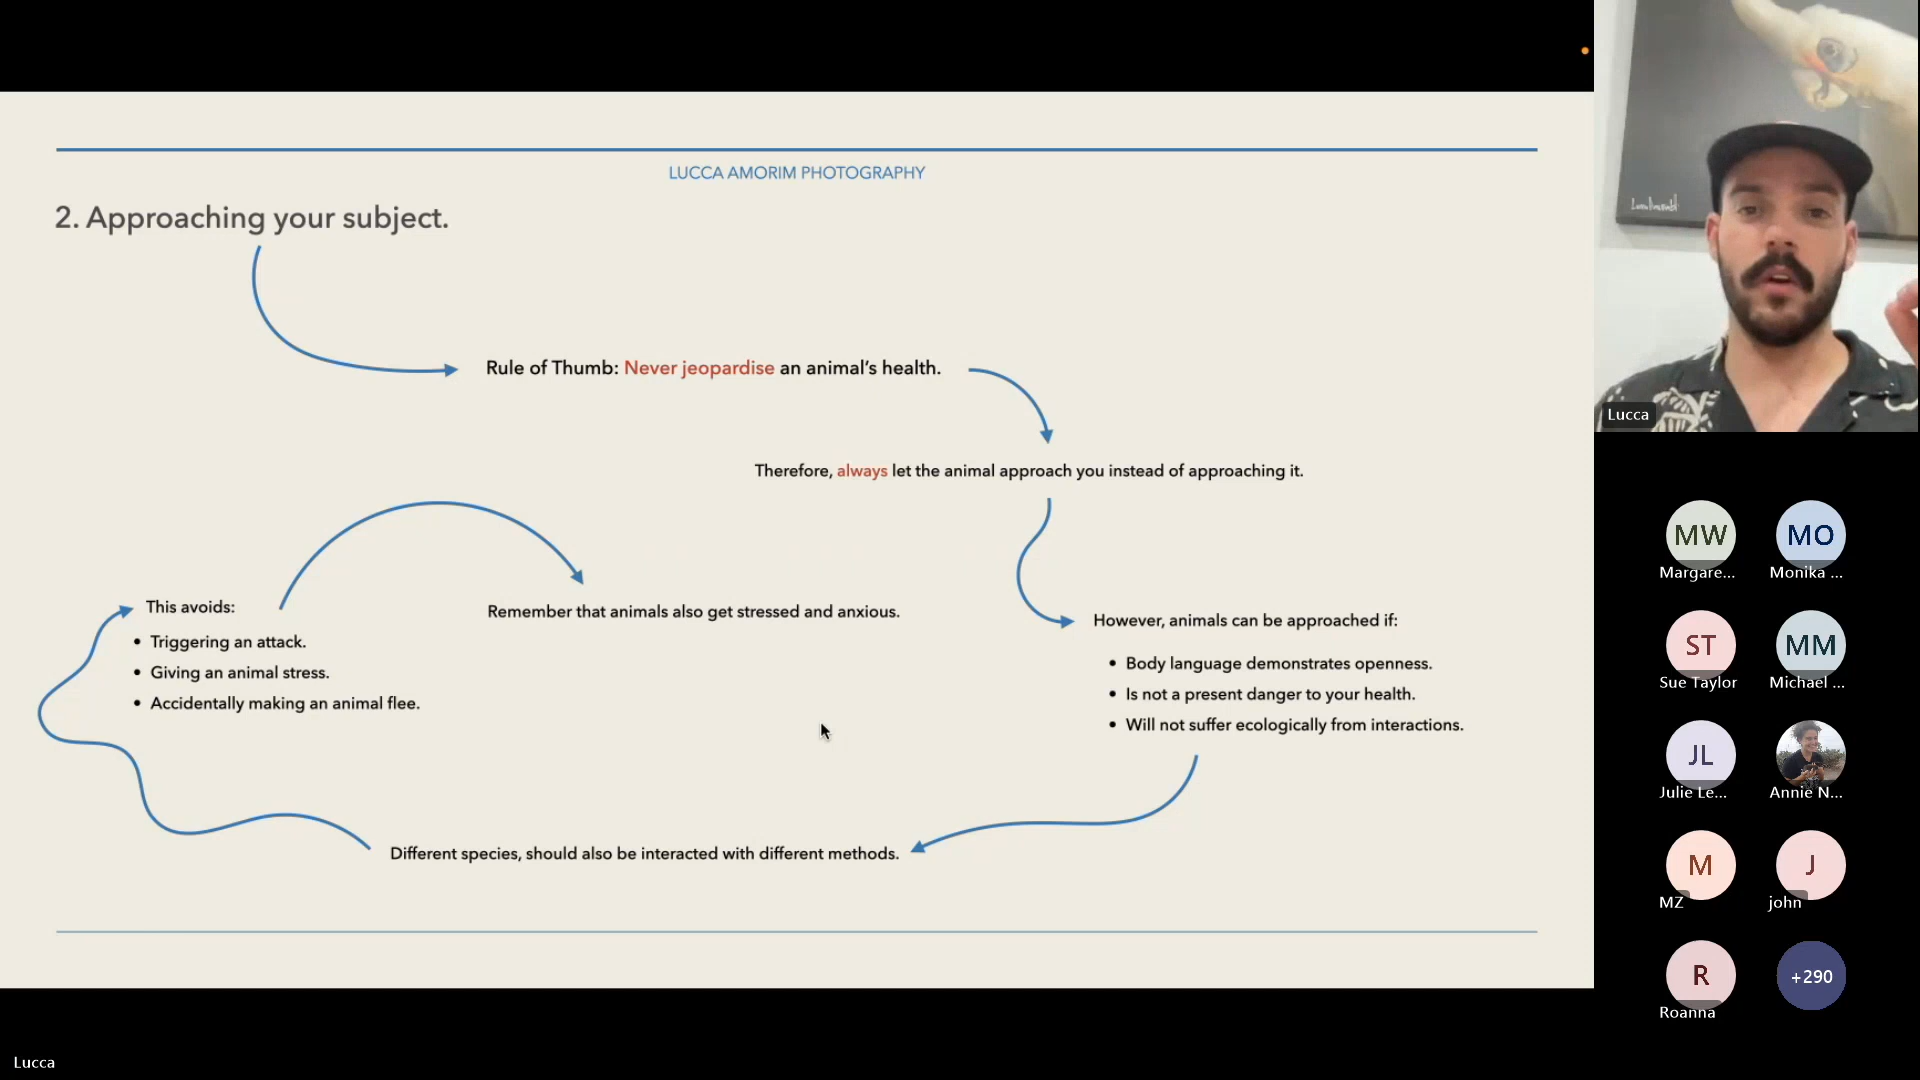 LUCCA AMORIM PHOTOGRAPHY
2. Approaching your subject.
Rule of Thumb: Never jeopardise an animal's health.
Therefore, always let the animal approach you instead of approaching it.
However, animals can be approached if:
• Body language demonstrates openness.
• Is not a present danger to your health.
• Will not suffer ecologically from interactions.
Different species, should also be interacted with different methods.
This avoids:
• Triggering an attack.
• Giving an animal stress.
• Accidentally making an animal flee.
Remember that animals also get stressed and anxious.
Lucca
MW
Margare...
MO
Monika ...
ST
Sue Taylor
MM
Michael ...
JL
Julie Le...
Annie N...
M
MZ
J
john
R
Roanna
+290
Lucca